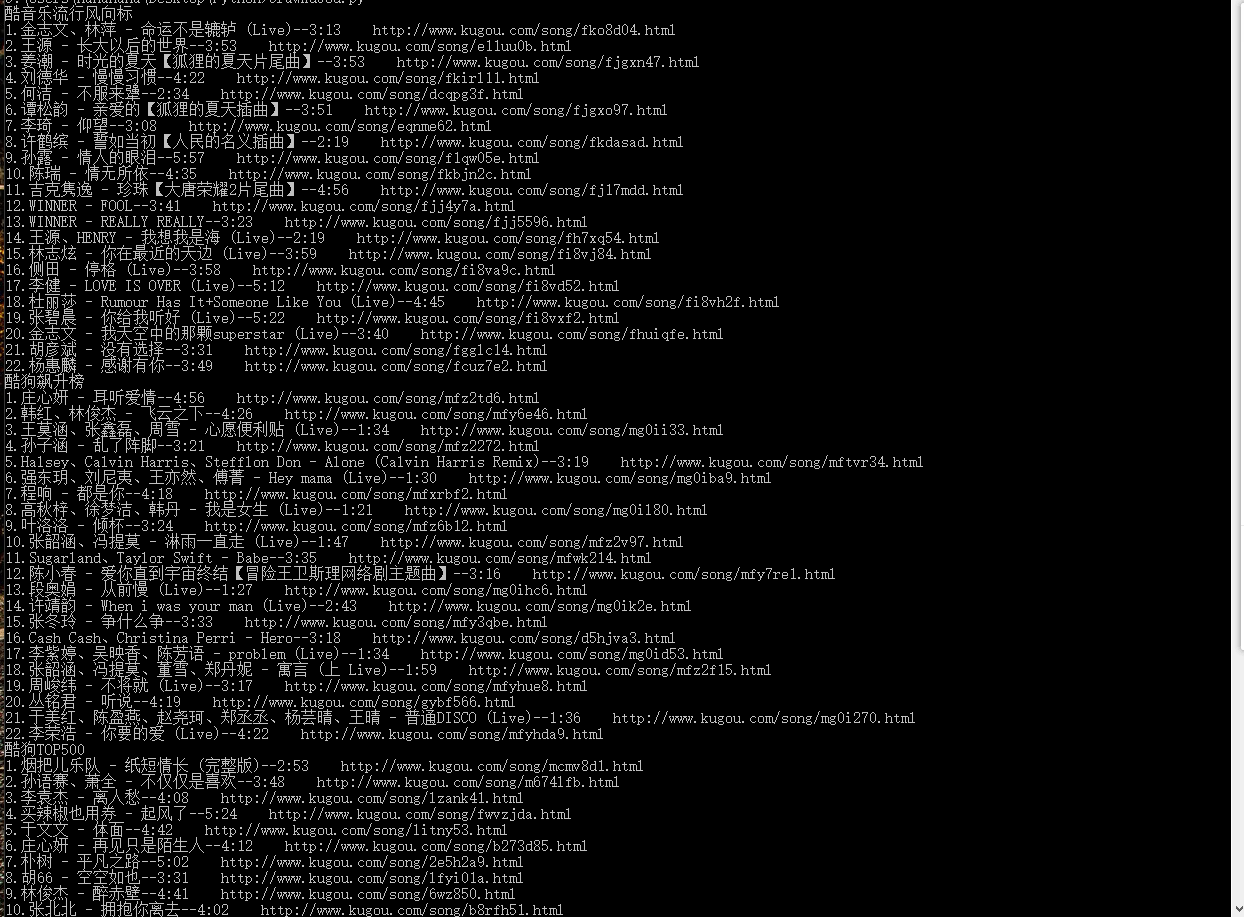 酷音乐流行风向标
1.金志文、林萍 - 命运不是辘轳 (Live)--3:13    http://www.kugou.com/song/fko8d04.html
2.王源 - 长大以后的世界--3:53    http://www.kugou.com/song/e1luu0b.html
3.姜潮 - 时光的夏天【狐狸的夏天片尾曲】--3:53    http://www.kugou.com/song/fjgxn47.html
4.刘德华 - 慢慢习惯--4:22    http://www.kugou.com/song/fkir111.html
5.何洁 - 不服来犟--2:34    http://www.kugou.com/song/dcqpg3f.html
6.谭松韵 - 亲爱的【狐狸的夏天插曲】--3:51    http://www.kugou.com/song/fjgxo97.html
7.李琦 - 仰望--3:08    http://www.kugou.com/song/eqnme62.html
8.许鹤缤 - 誓如当初【人民的名义插曲】--2:19    http://www.kugou.com/song/fkdasad.html
9.孙露 - 情人的眼泪--5:57    http://www.kugou.com/song/f1qw05e.html
10.陈瑞 - 情无所依--4:35    http://www.kugou.com/song/fkbjn2c.html
11.吉克隽逸 - 珍珠【大唐荣耀2片尾曲】--4:56    http://www.kugou.com/song/fj17mdd.html
12.WINNER - FOOL--3:41    http://www.kugou.com/song/fjj4y7a.html
13.WINNER - REALLY REALLY--3:23    http://www.kugou.com/song/fjj5596.html
14.王源、HENRY - 我想我是海 (Live)--2:19    http://www.kugou.com/song/fh7xq54.html
15.林志炫 - 你在最近的天边 (Live)--3:59    http://www.kugou.com/song/fi8vj84.html
16.侧田 - 停格 (Live)--3:58    http://www.kugou.com/song/fi8va9c.html
17.李健 - LOVE IS OVER (Live)--5:12    http://www.kugou.com/song/fi8vd52.html
18.杜丽莎 - Rumour Has It+Someone Like You (Live)--4:45    http://www.kugou.com/song/fi8vh2f.html
19.张碧晨 - 你给我听好 (Live)--5:22    http://www.kugou.com/song/fi8vxf2.html
20.金志文 - 我天空中的那颗superstar (Live)--3:40    http://www.kugou.com/song/fhuiqfe.html
21.胡彦斌 - 没有选择--3:31    http://www.kugou.com/song/fgglc14.html
22.杨惠麟 - 感谢有你--3:49    http://www.kugou.com/song/fcuz7e2.html
酷狗飙升榜
1.庄心妍 - 耳听爱情--4:56    http://www.kugou.com/song/mfz2td6.html
2.韩红、林俊杰 - 飞云之下--4:26    http://www.kugou.com/song/mfy6e46.html
3.王莫涵、张鑫磊、周雪 - 心愿便利贴 (Live)--1:34    http://www.kugou.com/song/mg0ii33.html
4.孙子涵 - 乱了阵脚--3:21    http://www.kugou.com/song/mfz2272.html
5.Halsey、Calvin Harris、Stefflon Don - Alone (Calvin Harris Remix)--3:19    http://www.kugou.com/song/mftvr34.html
6.强东玥、刘尼夷、王亦然、傅菁 - Hey mama (Live)--1:30    http://www.kugou.com/song/mg0iba9.html
7.程响 - 都是你--4:18    http://www.kugou.com/song/mfxrbf2.html
8.高秋梓、徐梦洁、韩丹 - 我是女生 (Live)--1:21    http://www.kugou.com/song/mg0i180.html
9.叶洛洛 - 倾杯--3:24    http://www.kugou.com/song/mfz6b12.html
10.张韶涵、冯提莫 - 淋雨一直走 (Live)--1:47    http://www.kugou.com/song/mfz2v97.html
11.Sugarland、Taylor Swift - Babe--3:35    http://www.kugou.com/song/mfwk214.html
12.陈小春 - 爱你直到宇宙终结【冒险王卫斯理网络剧主题曲】--3:16    http://www.kugou.com/song/mfy7re1.html
13.段奥娟 - 从前慢 (Live)--1:27    http://www.kugou.com/song/mg0ihc6.html
14.许靖韵 - When i was your man (Live)--2:43    http://www.kugou.com/song/mg0ik2e.html
15.张冬玲 - 争什么争--3:33    http://www.kugou.com/song/mfy3qbe.html
16.Cash Cash、Christina Perri - Hero--3:18    http://www.kugou.com/song/d5hjva3.html
17.李紫婷、吴映香、陈芳语 - problem (Live)--1:34    http://www.kugou.com/song/mg0id53.html
18.张韶涵、冯提莫、董雪、郑丹妮 - 寓言 (上 Live)--1:59    http://www.kugou.com/song/mfz2f15.html
19.周峻纬 - 不将就 (Live)--3:17    http://www.kugou.com/song/mfyhue8.html
20.丛铭君 - 听说--4:19    http://www.kugou.com/song/gybf566.html
21.于美红、陈盈燕、赵尧珂、郑丞丞、杨芸晴、王晴 - 普通DISCO (Live)--1:36    http://www.kugou.com/song/mg0i270.html
22.李荣浩 - 你要的爱 (Live)--4:22    http://www.kugou.com/song/mfyhda9.html
酷狗TOP500
1.烟把儿乐队 - 纸短情长 (完整版)--2:53    http://www.kugou.com/song/mcmv8d1.html
2.孙语赛、萧全 - 不仅仅是喜欢--3:48    http://www.kugou.com/song/m6741fb.html
3.李袁杰 - 离人愁--4:08    http://www.kugou.com/song/lzank41.html
4.买辣椒也用券 - 起风了--5:24    http://www.kugou.com/song/fwvzjda.html
5.于文文 - 体面--4:42    http://www.kugou.com/song/litny53.html
6.庄心妍 - 再见只是陌生人--4:12    http://www.kugou.com/song/b273d85.html
7.朴树 - 平凡之路--5:02    http://www.kugou.com/song/2e5h2a9.html
8.胡66 - 空空如也--3:31    http://www.kugou.com/song/lfyi01a.html
9.林俊杰 - 醉赤壁--4:41    http://www.kugou.com/song/6wz850.html
10.张北北 - 拥抱你离去--4:02    http://www.kugou.com/song/b8rfh51.html